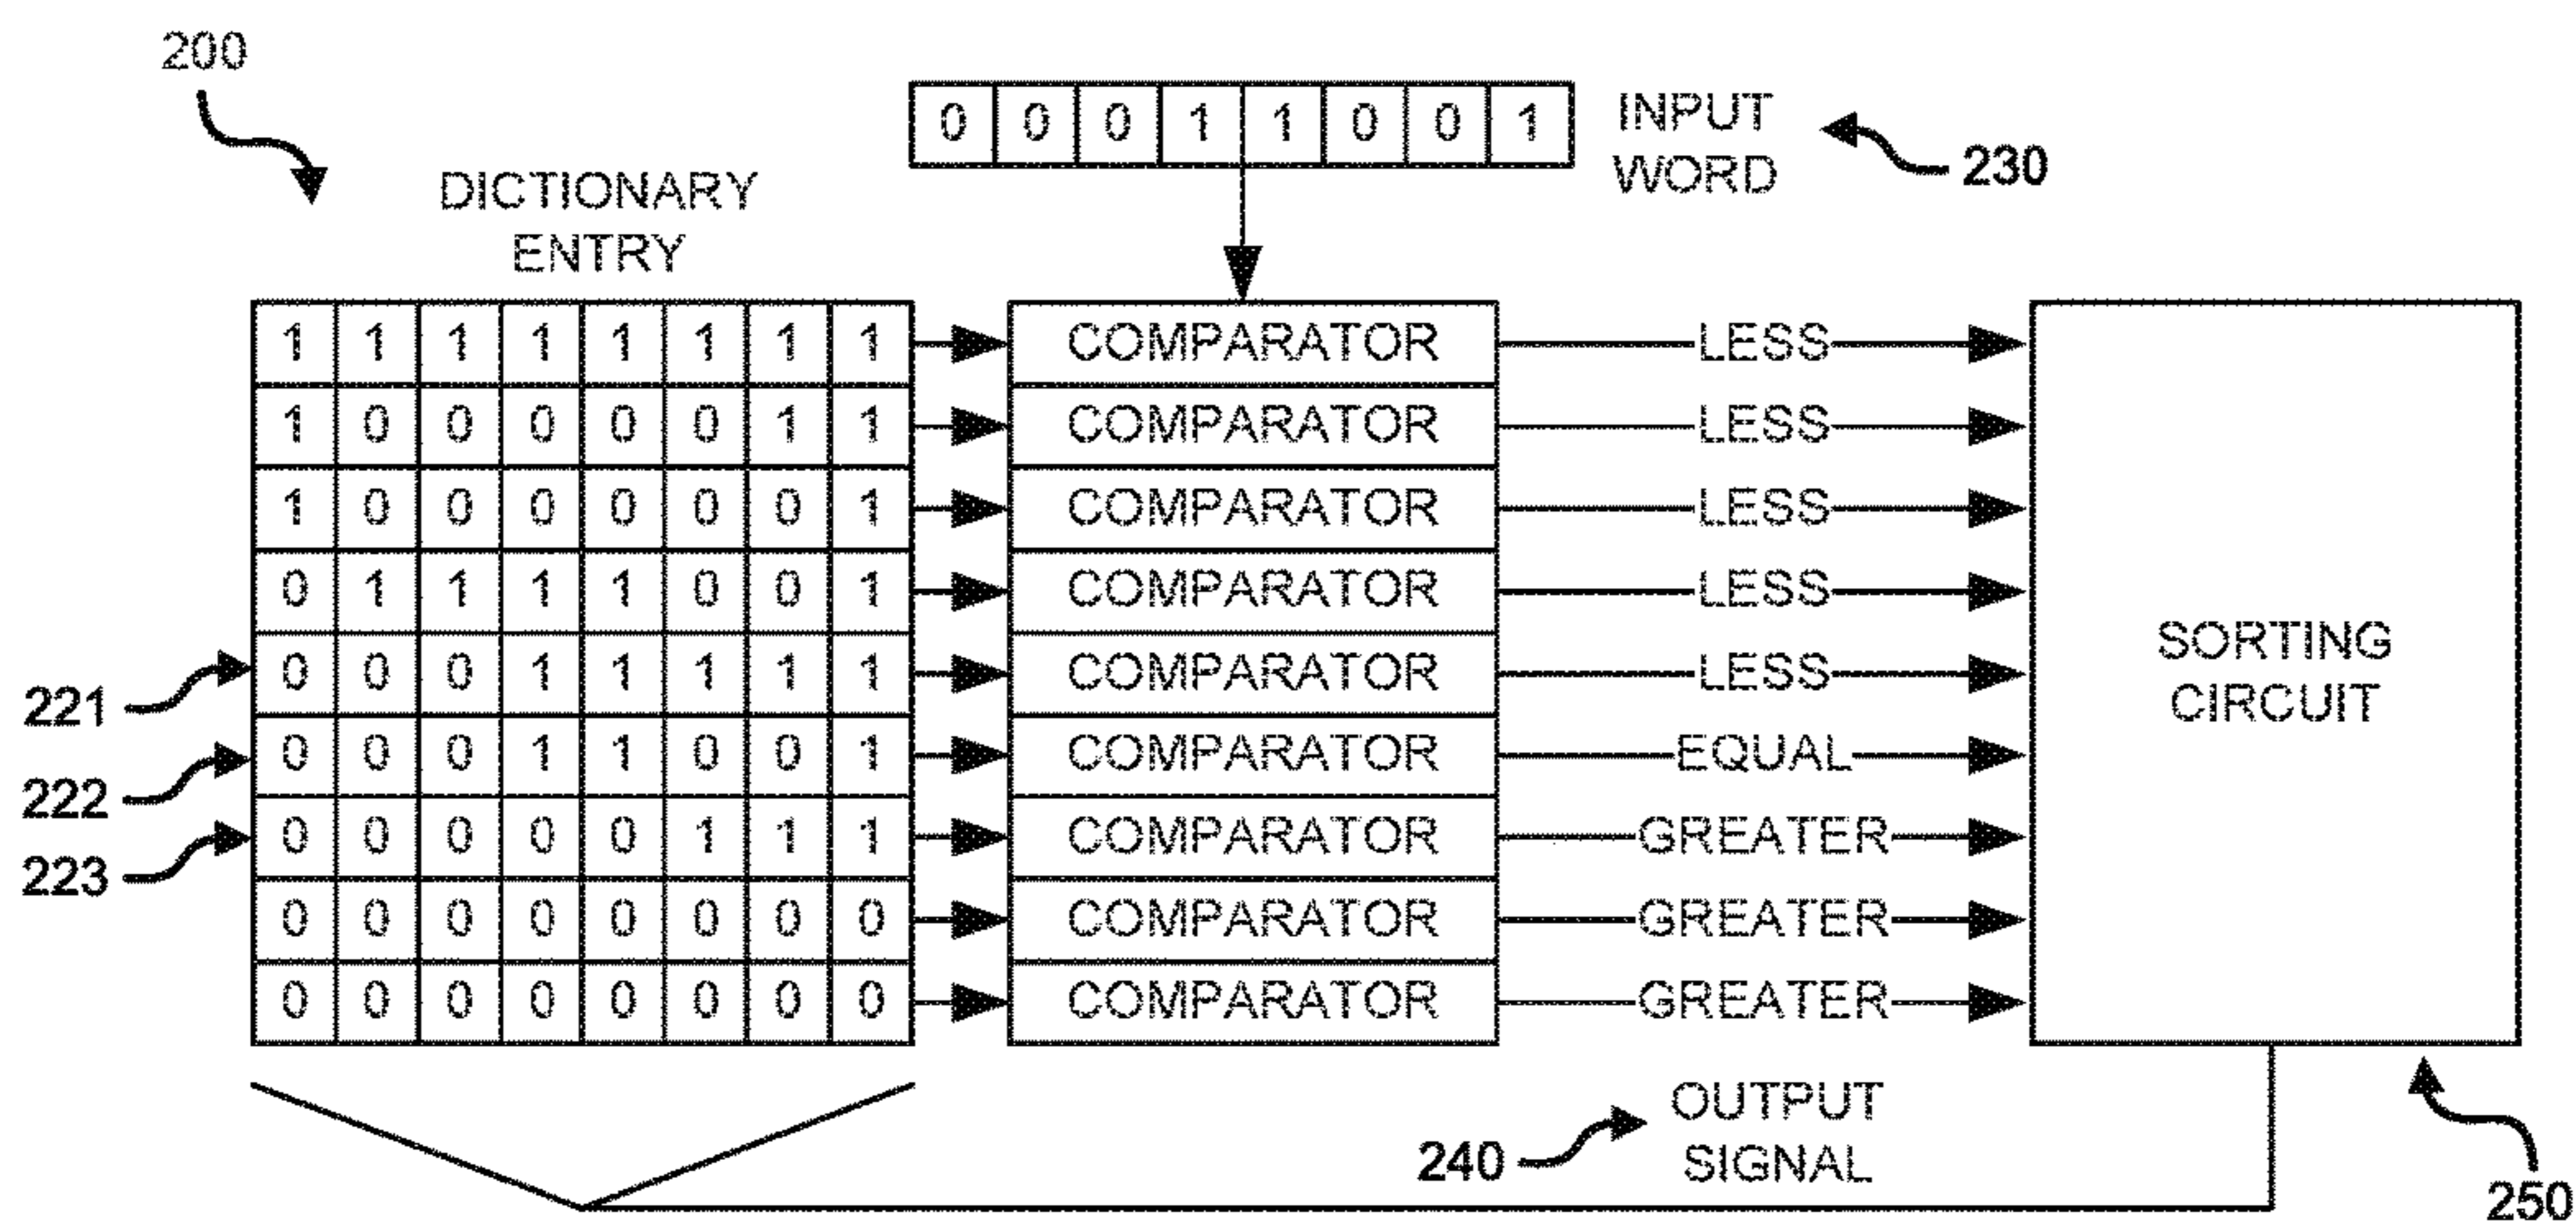 200
0 0 0 1 1 0 0 1
INPUT
WORD
230
DICTIONARY
ENTRY
1 1 1 1 1 1 1 1 COMPARATOR LESS
1 0 0 0 0 0 1 1 COMPARATOR LESS
1 0 0 0 0 0 0 1 COMPARATOR LESS
0 1 1 1 1 0 0 1 COMPARATOR LESS
221 0 0 0 1 1 1 1 1 COMPARATOR LESS
222 0 0 0 1 1 0 0 1 COMPARATOR EQUAL
223 0 0 0 0 0 1 1 1 COMPARATOR GREATER
0 0 0 0 0 0 0 0 COMPARATOR GREATER
0 0 0 0 0 0 0 0 COMPARATOR GREATER
SORTING
CIRCUIT
240
OUTPUT
SIGNAL
250